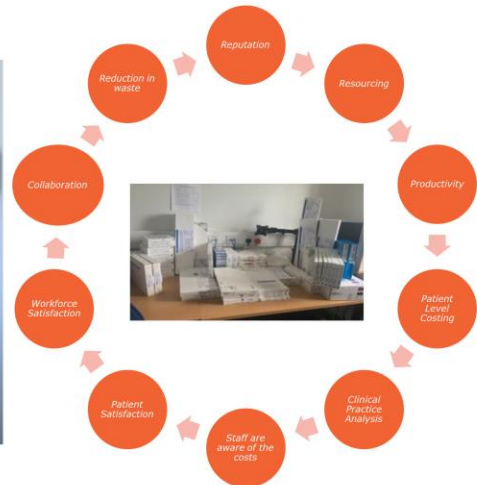 Reputation
Resourcing
Productivity
Patient
Level
Costing
Clinical
Practice
Analysis
Staff are
aware of the
costs
Patient
Satisfaction
Workforce
Satisfaction
Collaboration
Reduction in
waste